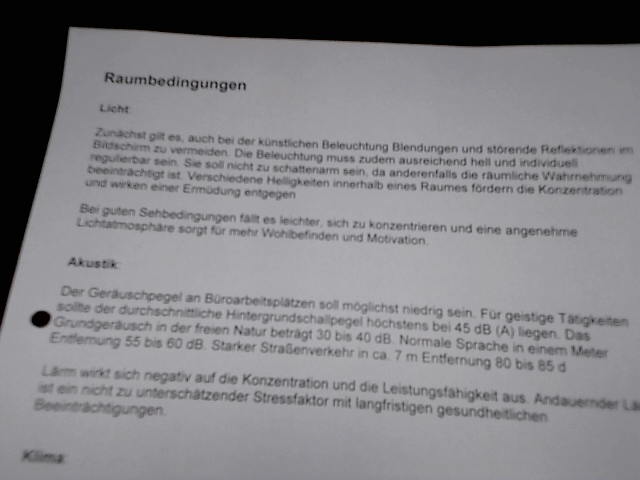 Raumbedingungen
Licht:
Zunächst gilt es, auch bei der künstlichen Beleuchtung Blendungen und störende Reflektionen im
Bildschirm zu vermeiden. Die Beleuchtung muss zudem ausreichend hell und individuell
regulierbar sein. Sie soll nicht zu schattenarm sein, da anderenfalls die räumliche Wahrnehmung
beeinträchtigt ist. Verschiedene Helligkeiten innerhalb eines Raumes fördern die Konzentration
und wirken einer Ermüdung entgegen
Bei guten Sehbedingungen fällt es leichter, sich zu konzentrieren und eine angenehme
Lichtatmosphäre sorgt für mehr Wohlbefinden und Motivation.
Akustik:
Der Geräuschpegel an Büroarbeitsplätzen soll möglichst niedrig sein. Für geistige Tätigkeiten
sollte der durchschnittliche Hintergrundschallpegel höchstens bei 45 dB (A) liegen. Das
Grundgeräusch in der freien Natur beträgt 30 bis 40 dB. Normale Sprache in einem Meter
Entfernung 55 bis 60 dB. Starker Straßenverkehr in ca. 7 m Entfernung 80 bis 85 d
Lärm wirkt sich negativ auf die Konzentration und die Leistungsfähigkeit aus. Andauernder Lä
ist ein nicht zu unterschätzender Stressfaktor mit langfristigen gesundheitlichen
Beeinträchtigungen.
Klima: